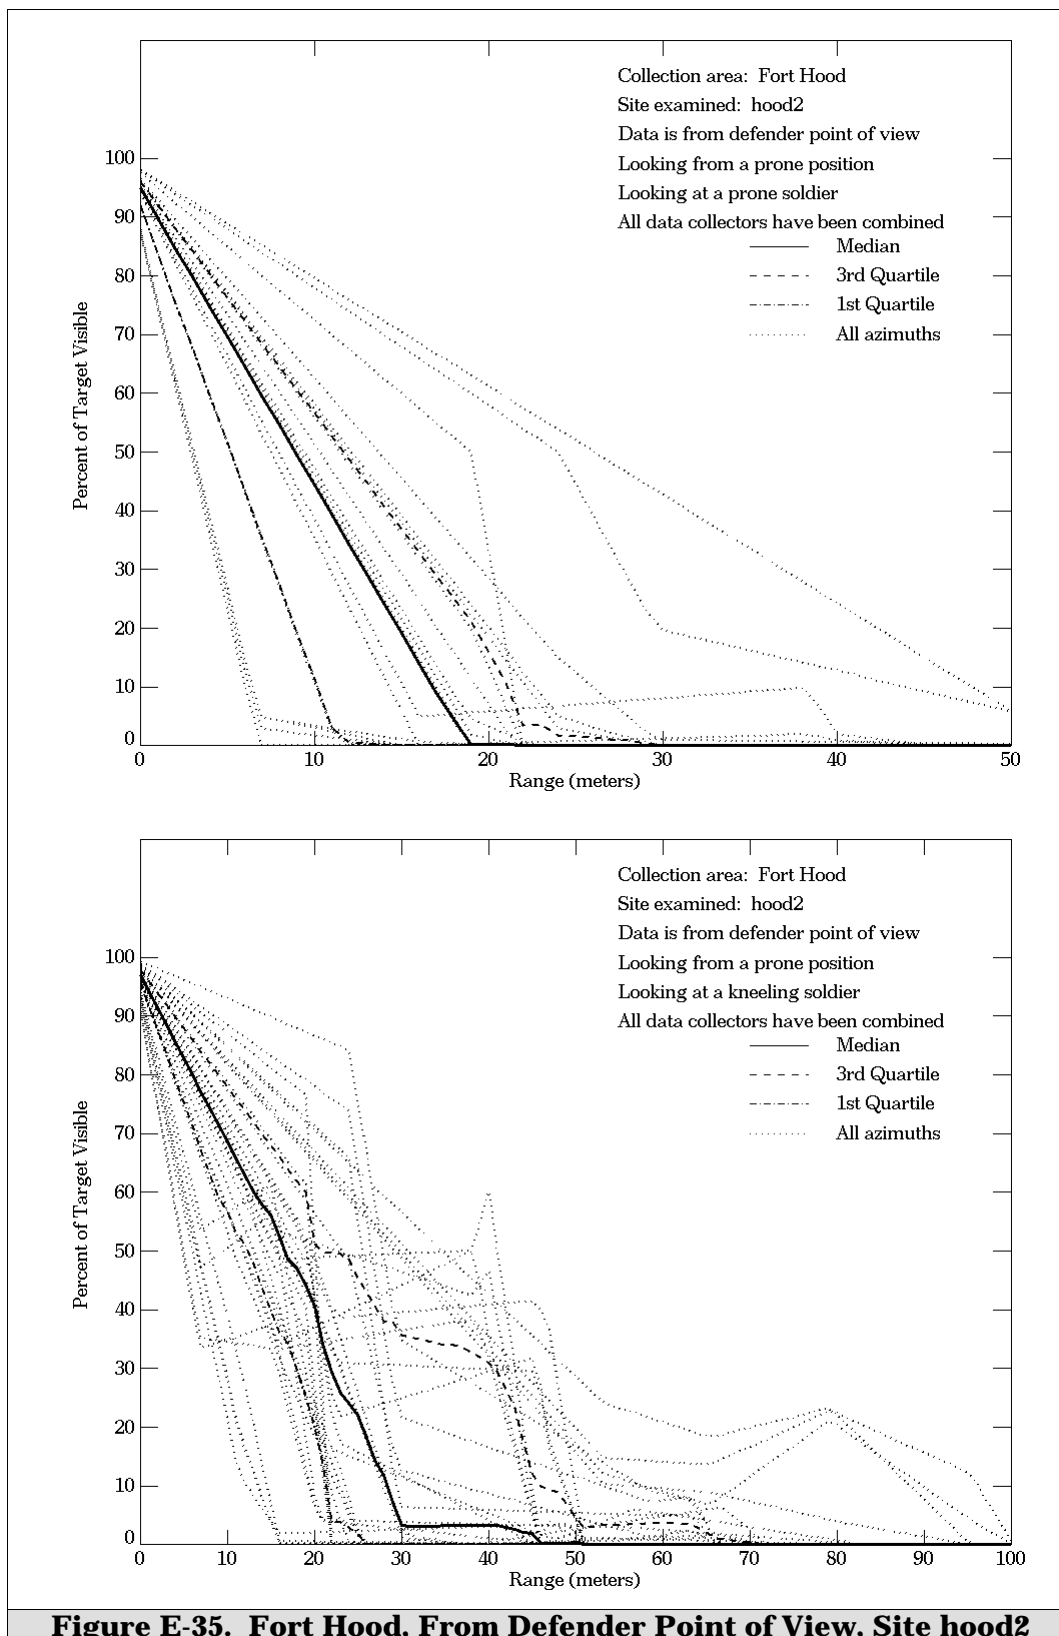 Collection area: Fort Hood
Site examined: hood2
Data is from defender point of view
Looking from a prone position
Looking at a prone soldier
All data collectors have been combined
Median
3rd Quartile
1st Quartile
All azimuths
Percent of Target Visible
100
90
80
70
60
50
40
30
20
10
0
0 10 20 30 40 50
Range (meters)
Collection area: Fort Hood
Site examined: hood2
Data is from defender point of view
Looking from a prone position
Looking at a kneeling soldier
All data collectors have been combined
Median
3rd Quartile
1st Quartile
All azimuths
Percent of Target Visible
100
90
80
70
60
50
40
30
20
10
0
0 10 20 30 40 50 60 70 80 90 100
Range (meters)
Figure E-35. Fort Hood, From Defender Point of View, Site hood2